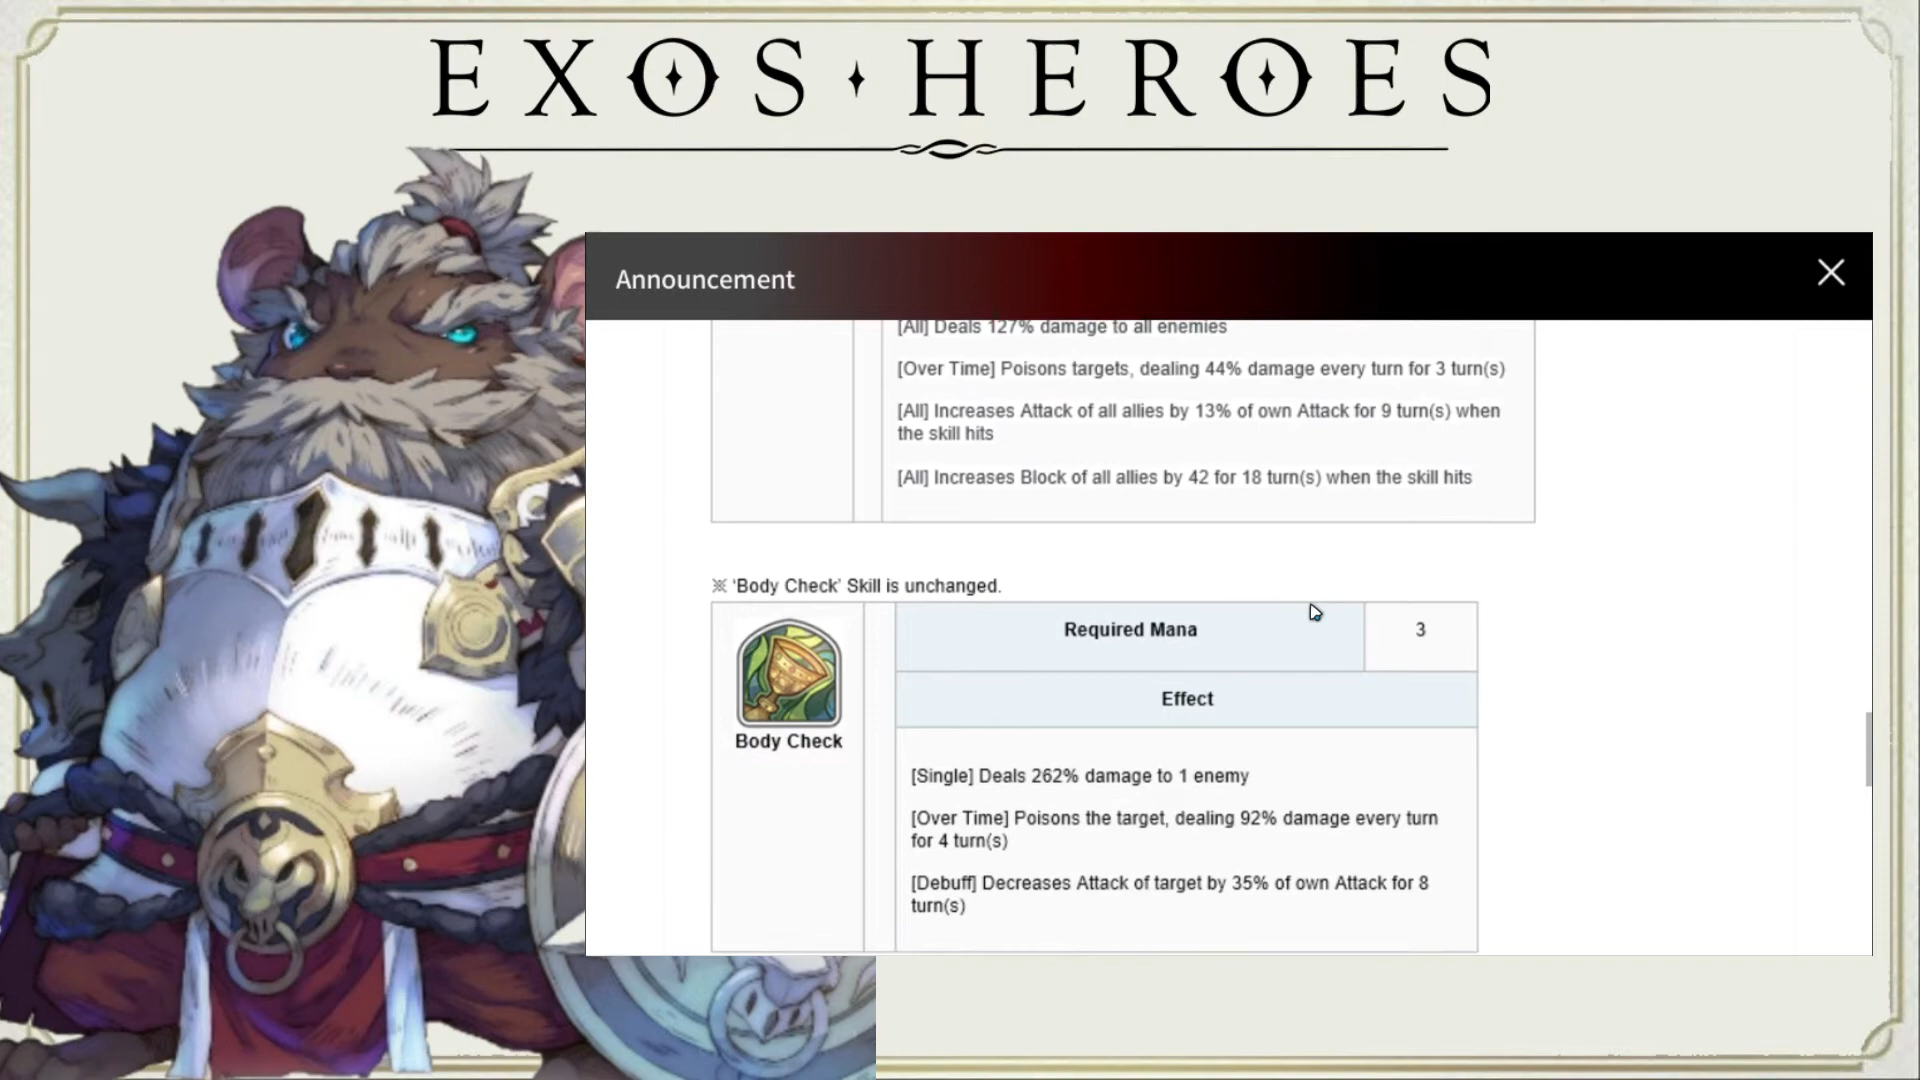 EXOS HEROES
Announcement
[All] Deals 127% damage to all enemies
[Over Time] Poisons targets, dealing 44% damage every turn for 3 turn(s)
[All] Increases Attack of all allies by 13% of own Attack for 9 turn(s) when
the skill hits
[All] Increases Block of all allies by 42 for 18 turn(s) when the skill hits
※ ‘Body Check’ Skill is unchanged.
Required Mana 3
Effect
Body Check
[Single] Deals 262% damage to 1 enemy
[Over Time] Poisons the target, dealing 92% damage every turn
for 4 turn(s)
[Debuff] Decreases Attack of target by 35% of own Attack for 8
turn(s)